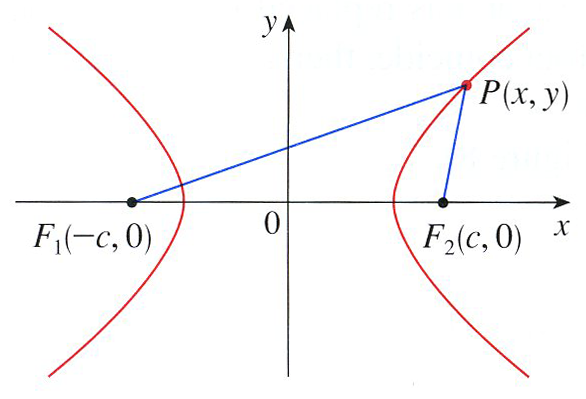 y
P(x, y)
F₁(−c, 0)
0
F₂(c, 0)
x